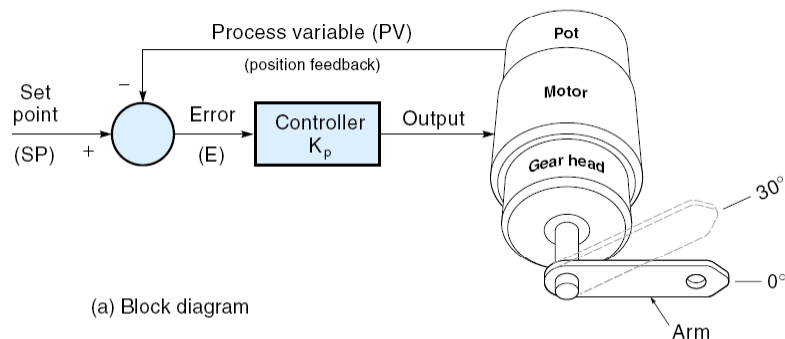 Process variable (PV)
(position feedback)
Pot
Motor
Gear head
Set
point
(SP)
+
−
Error
(E)
Controller
Kp
Output
30°
0°
Arm
(a) Block diagram